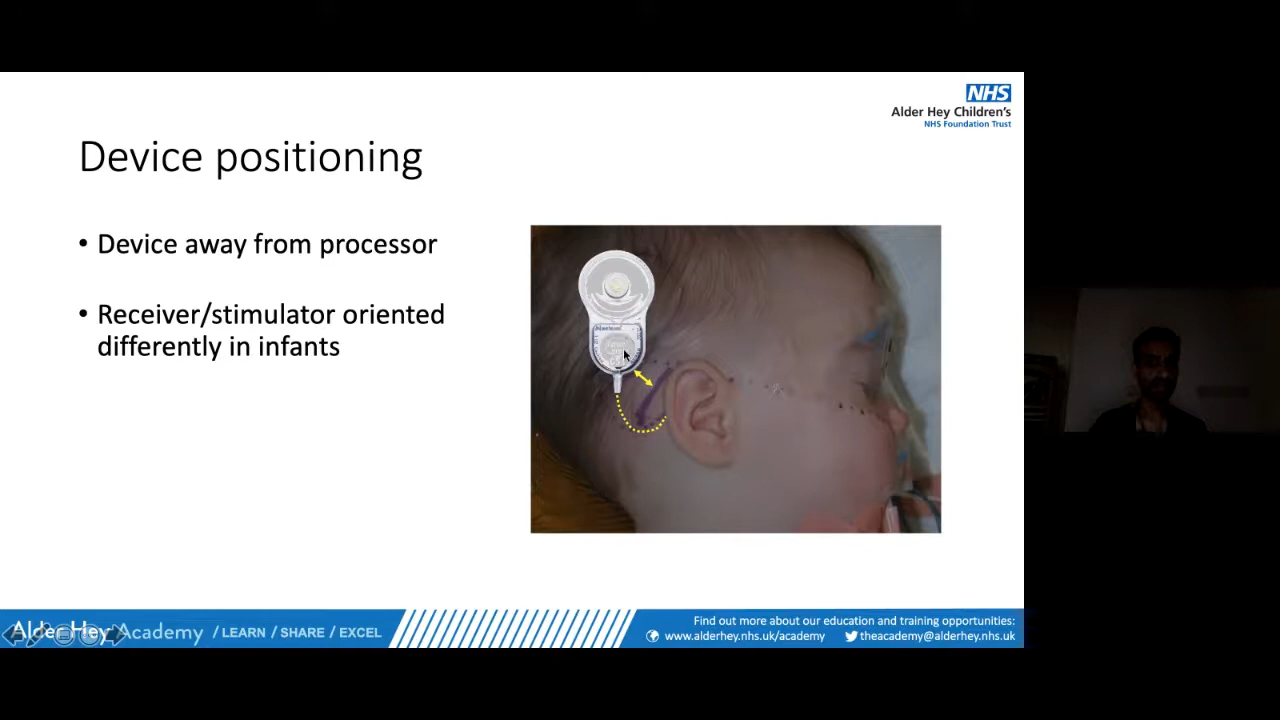 NHS
Alder Hey Children's
NHS Foundation Trust
Device positioning
• Device away from processor
• Receiver/stimulator oriented
differently in infants
Alder Hey Academy / LEARN / SHARE / EXCEL
Find out more about our education and training opportunities:
www.alderhey.nhs.uk/academy theacademy@alderhey.nhs.uk